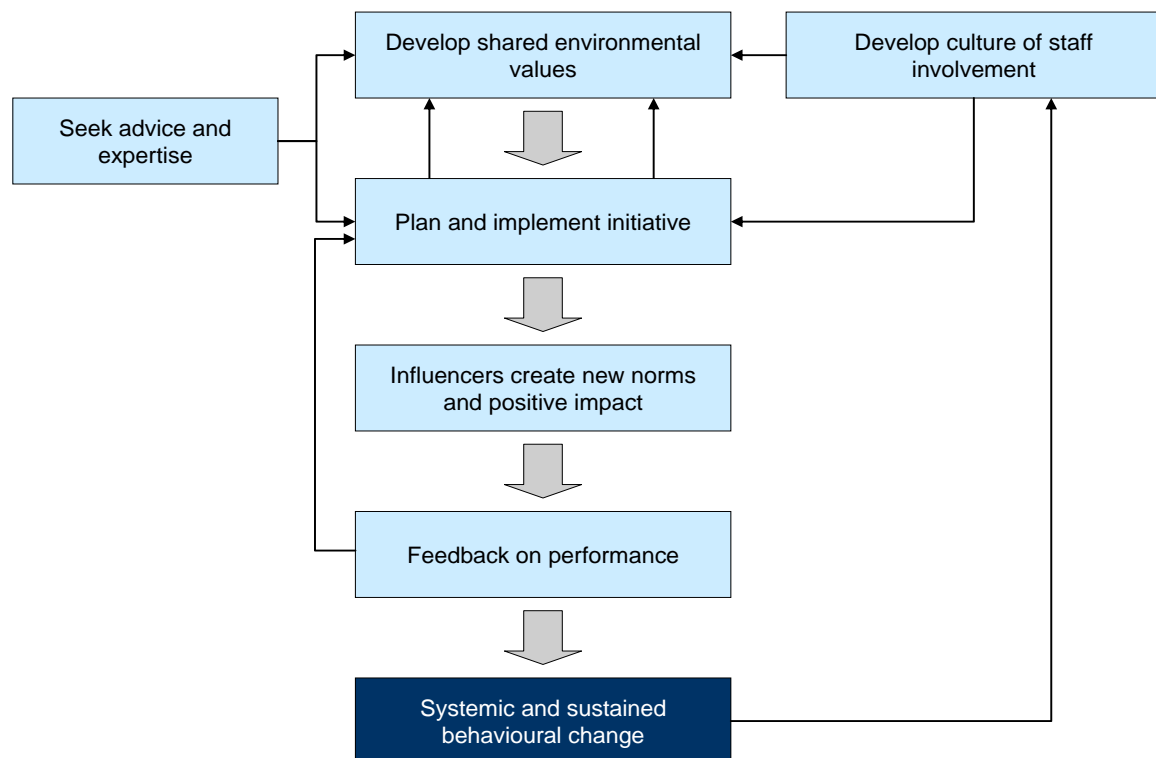 Develop shared environmental
values
Develop culture of staff
involvement
Seek advice and
expertise
Plan and implement initiative
Influencers create new norms
and positive impact
Feedback on performance
Systemic and sustained
behavioural change